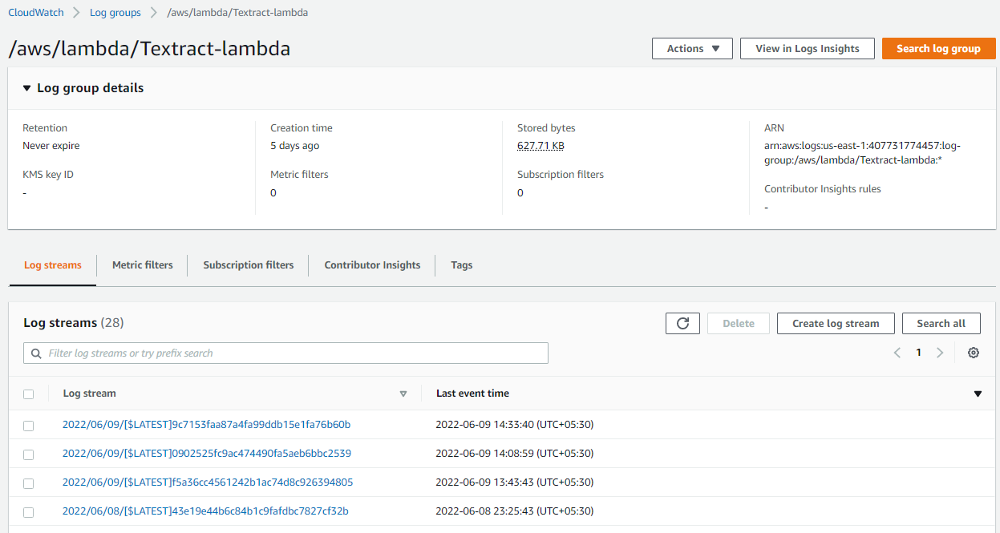 CloudWatch > Log groups > /aws/lambda/Textract-lambda
/aws/lambda/Textract-lambda
Actions ▼ View in Logs Insights Search log group
▼ Log group details
Retention
Never expire
KMS key ID
-
Creation time
5 days ago
Metric filters
0
Stored bytes
627.71 KB
Subscription filters
0
ARN
arn:aws:logs:us-east-1:407731774457:log-
group:/aws/lambda/Textract-lambda:*
Contributor Insights rules
-
Log streams Metric filters Subscription filters Contributor Insights Tags
Log streams (28)
Delete Create log stream Search all
Filter log streams or try prefix search
< 1 >
Log stream Last event time
2022/06/09/[$LATEST]9c7153faa87a4fa99ddb15e1fa76b60b 2022-06-09 14:33:40 (UTC+05:30)
2022/06/09/[$LATEST]0902525fc9ac474490fa5aeb6bbc2539 2022-06-09 14:08:59 (UTC+05:30)
2022/06/09/[$LATEST]f5a36cc4561242b1ac74d8c926394805 2022-06-09 13:43:43 (UTC+05:30)
2022/06/08/[$LATEST]43e19e44b6c84b1c9fafdbc7827cf32b 2022-06-08 23:25:43 (UTC+05:30)